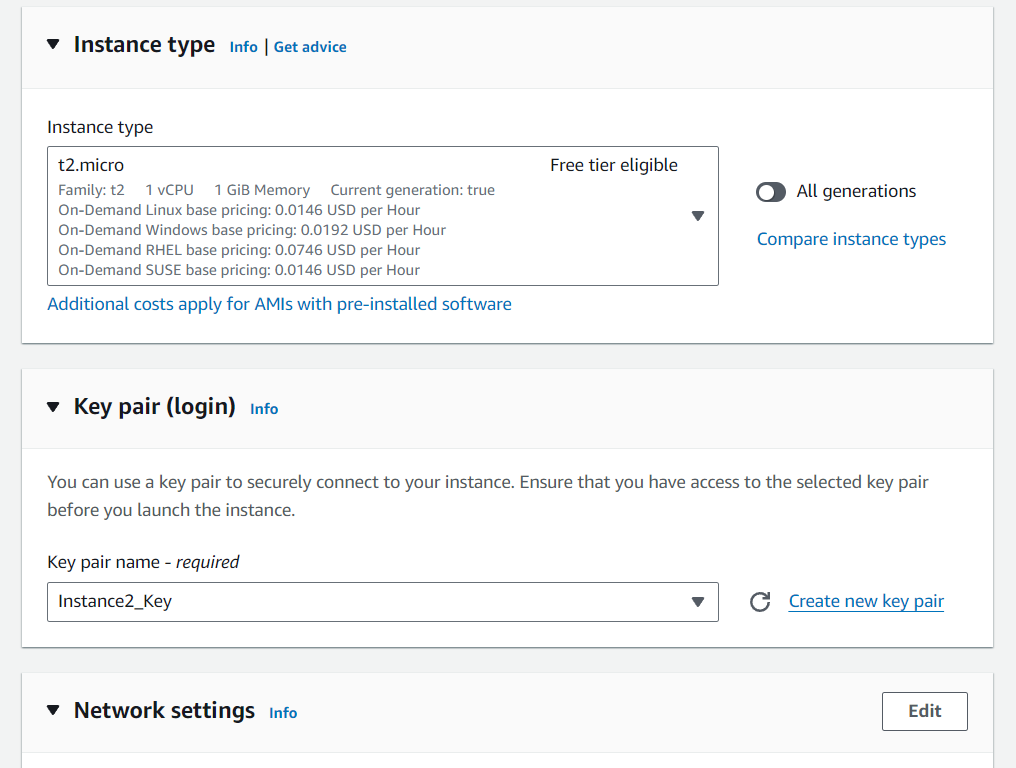 Instance type Info | Get advice
Instance type
t2.micro Free tier eligible
Family: t2 1 vCPU 1 GiB Memory Current generation: true
On-Demand Linux base pricing: 0.0146 USD per Hour
On-Demand Windows base pricing: 0.0192 USD per Hour
On-Demand RHEL base pricing: 0.0746 USD per Hour
On-Demand SUSE base pricing: 0.0146 USD per Hour
All generations
Compare instance types
Additional costs apply for AMIs with pre-installed software
Key pair (login) Info
You can use a key pair to securely connect to your instance. Ensure that you have access to the selected key pair
before you launch the instance.
Key pair name - required
Instance2_Key
Create new key pair
Network settings Info
Edit